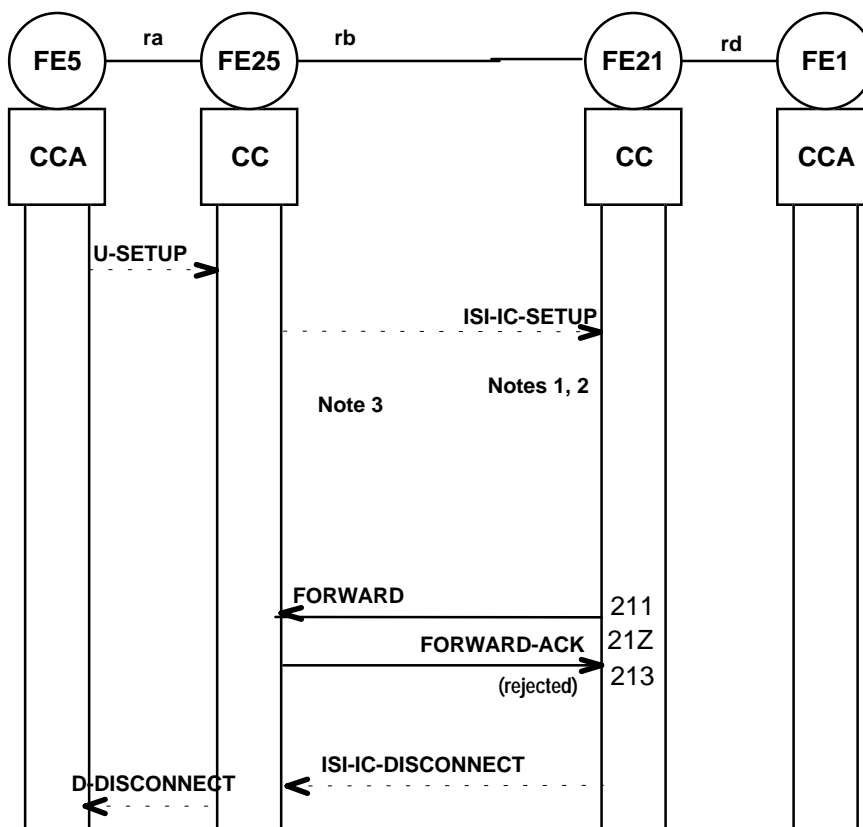 ra
rb
rd
FE5
FE25
FE21
FE1
CCA
CC
CC
CCA
U-SETUP
ISI-IC-SETUP
Notes 1, 2
Note 3
FORWARD
211
FORWARD-ACK
21Z
(rejected)
213
ISI-IC-DISCONNECT
D-DISCONNECT